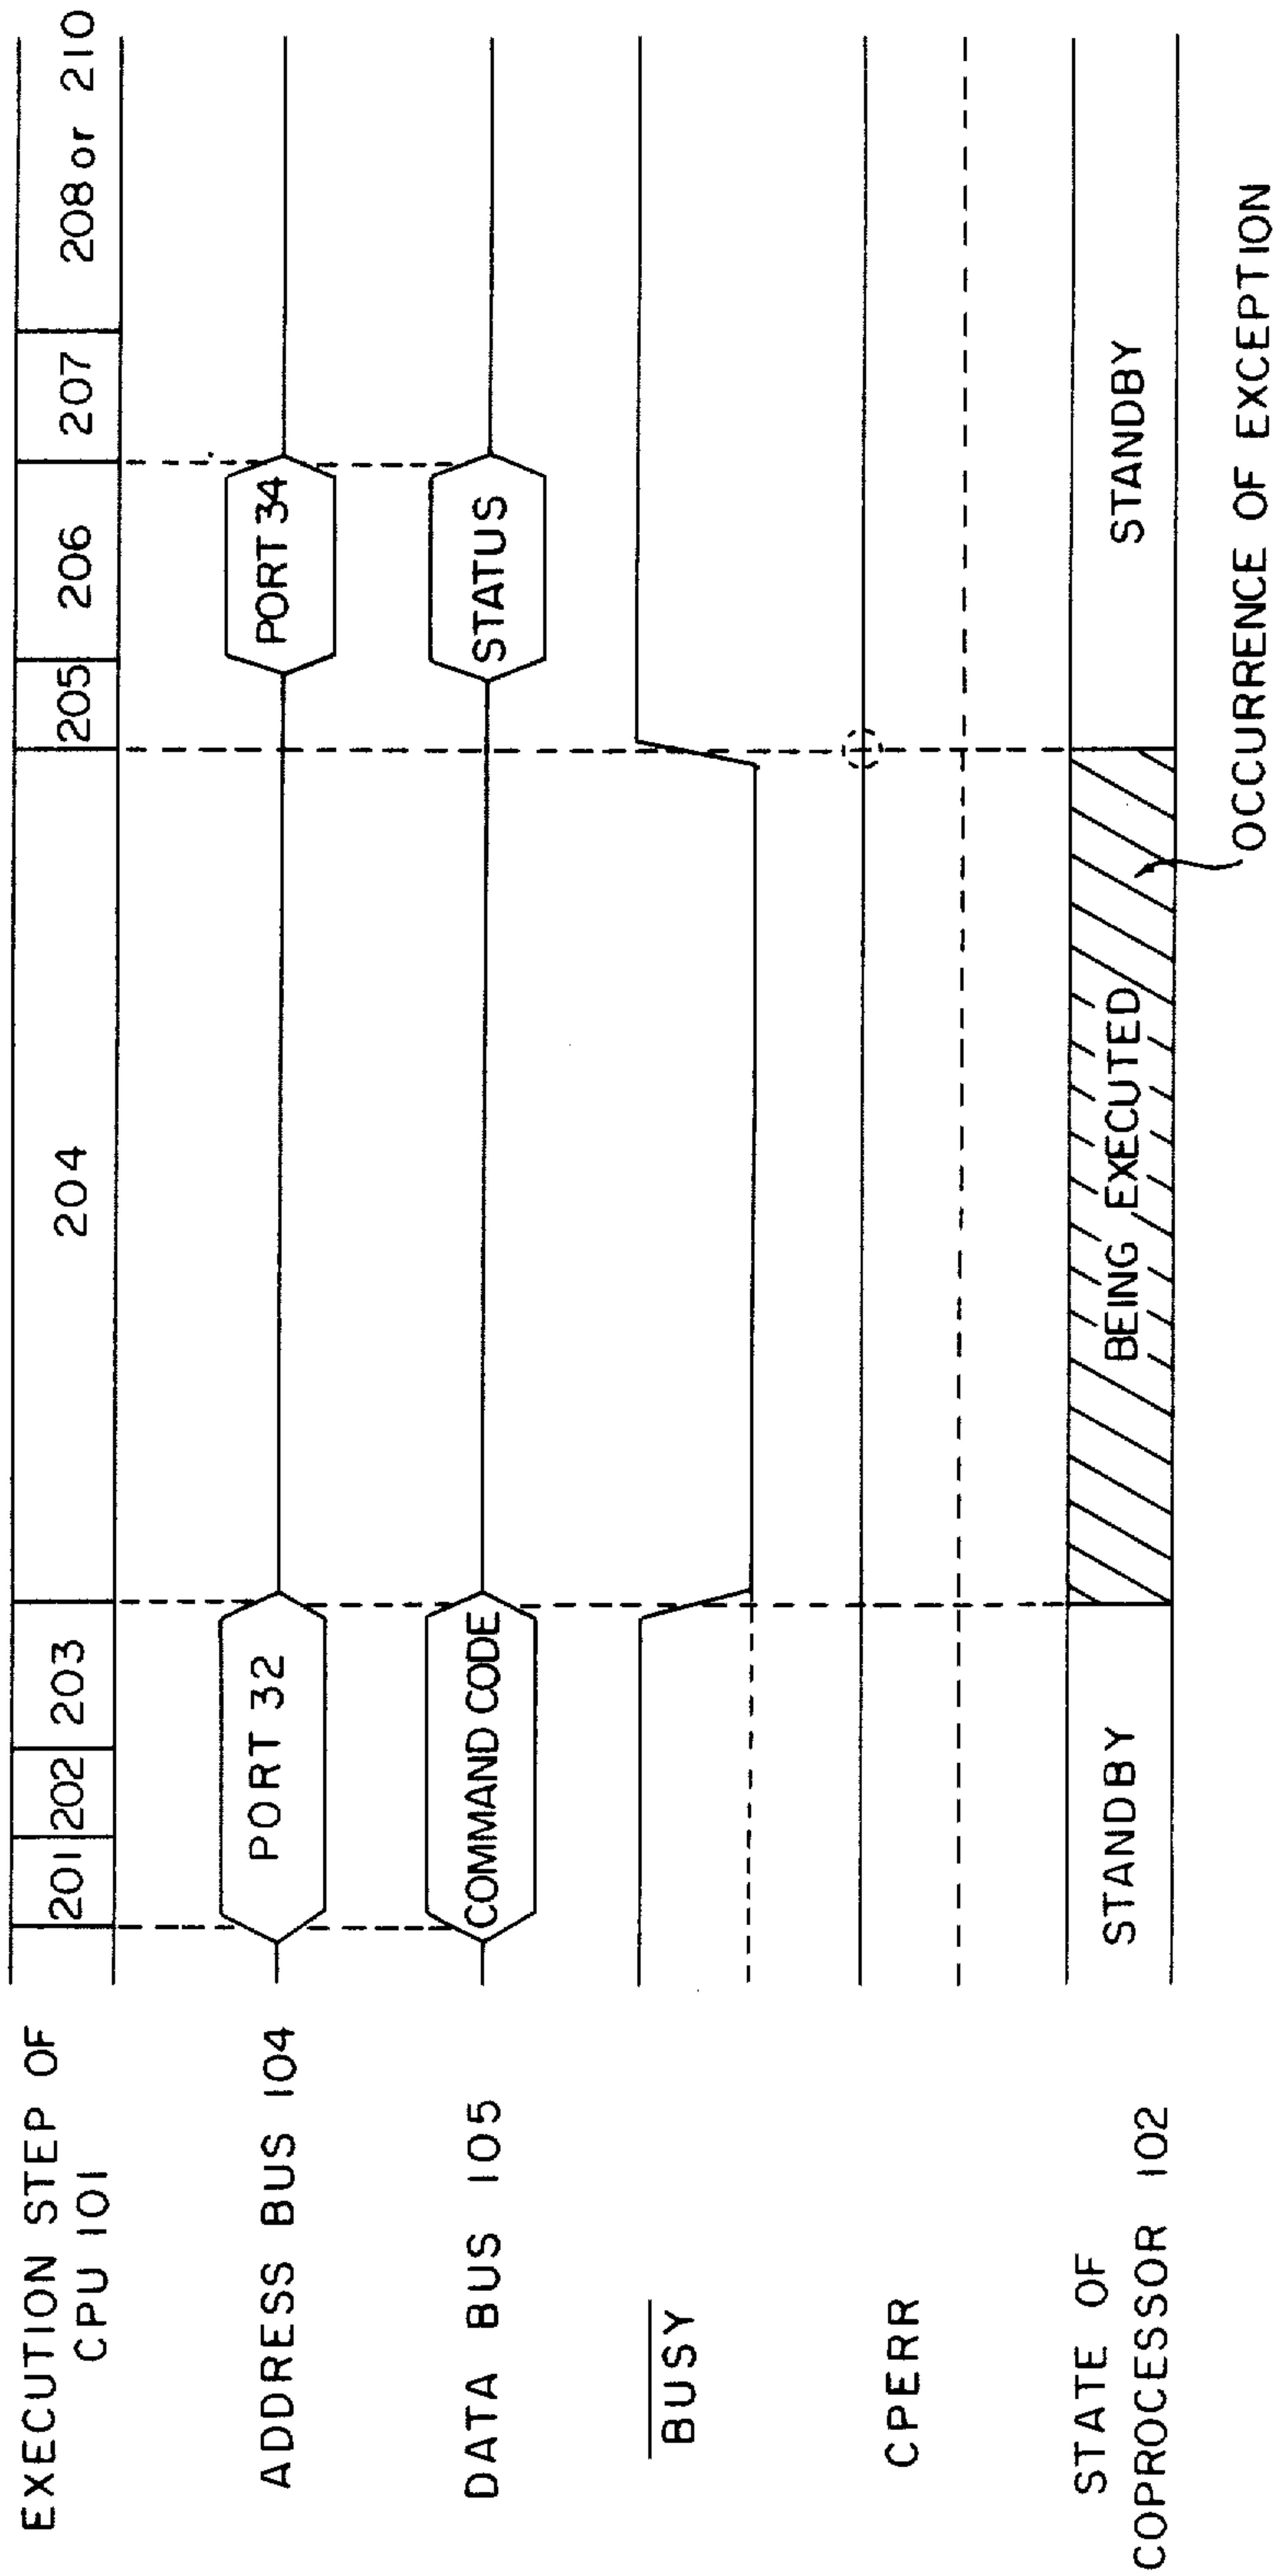 EXECUTION STEP OF
CPU 101
201 202 203 204 205 206 207 208 or 210
ADDRESS BUS 104
PORT 32 PORT 34
DATA BUS 105
COMMAND CODE STATUS
BUSY
CPERR
STATE OF
COPROCESSOR 102
STANDBY BEING EXECUTED STANDBY
OCCURRENCE OF EXCEPTION